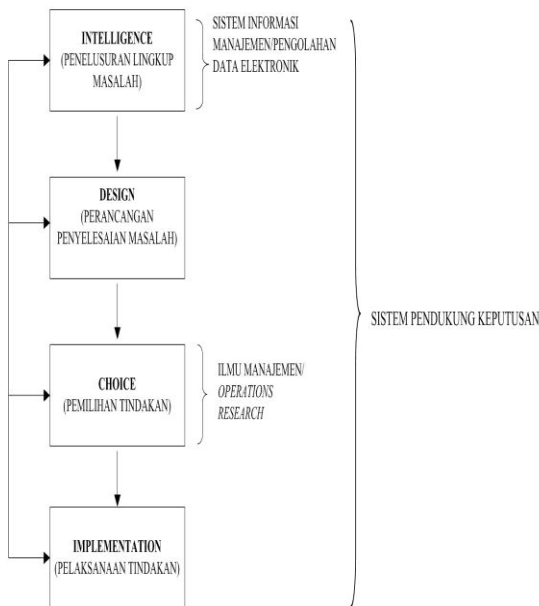 INTELLIGENCE
(PENELUSURAN LINGKUP
MASALAH)
SISTEM INFORMASI
MANAJEMEN/PENGOLAHAN
DATA ELEKTRONIK
DESIGN
(PERANCANGAN
PENYELESAIAN MASALAH)
SISTEM PENDUKUNG KEPUTUSAN
CHOICE
(PEMILIHAN TINDAKAN)
ILMU MANAJEMEN/
OPERATIONS
RESEARCH
IMPLEMENTATION
(PELAKSANAAN TINDAKAN)